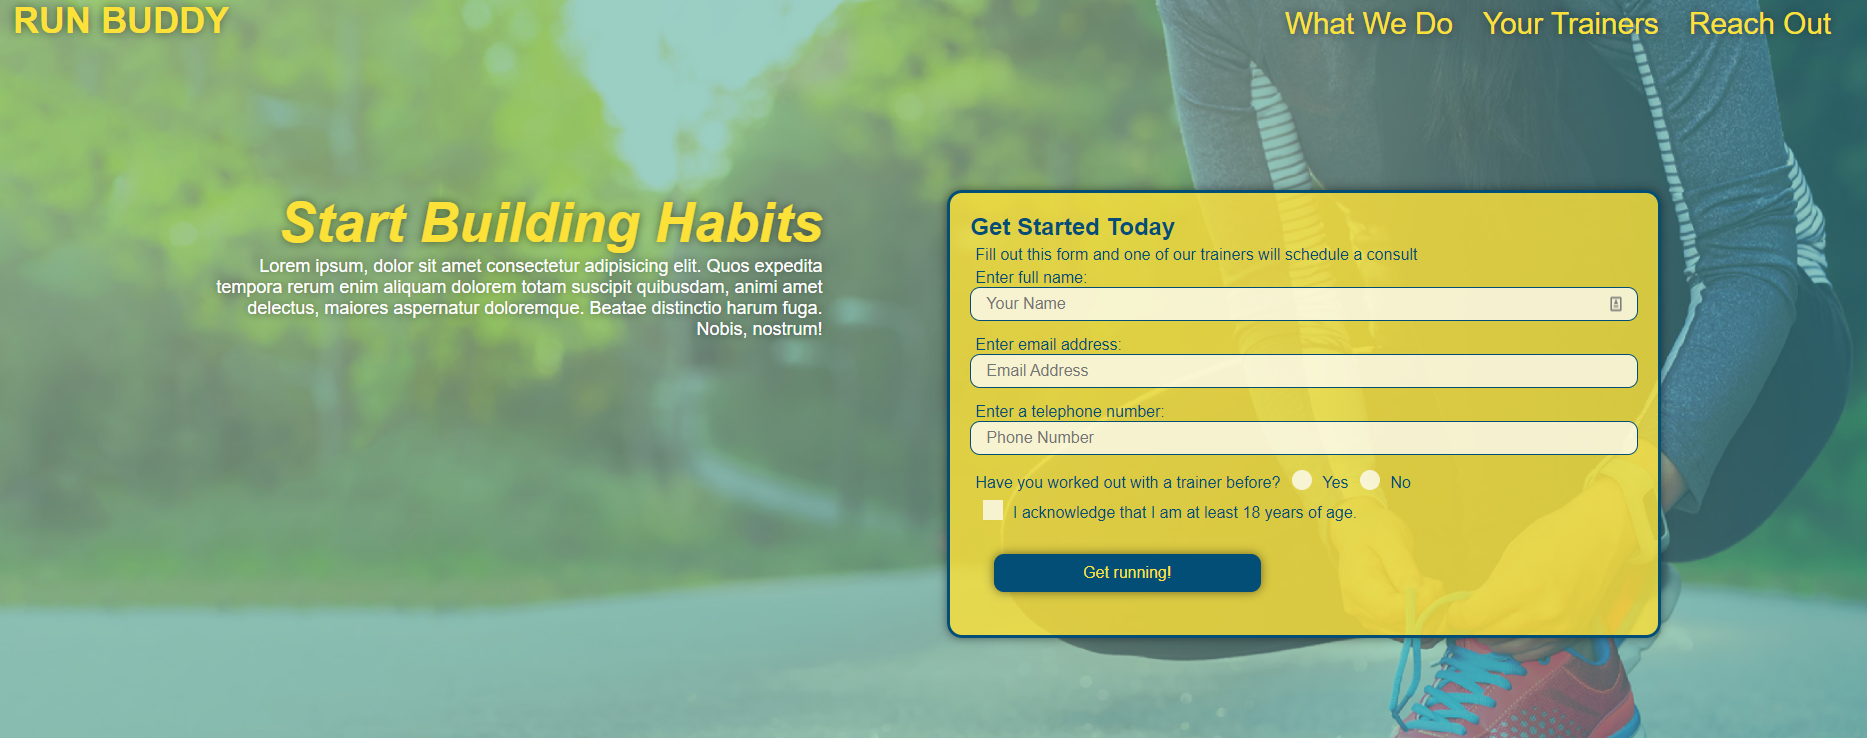 RUN BUDDY
What We Do
Your Trainers
Reach Out
Start Building Habits
Lorem ipsum, dolor sit amet consectetur adipisicing elit. Quos expedita
tempora rerum enim aliquam dolorem totam suscipit quibusdam, animi amet
delectus, maiores aspernatur doloremque. Beatae distinctio harum fuga.
Nobis, nostrum!
Get Started Today
Fill out this form and one of our trainers will schedule a consult
Enter full name:
Your Name
Enter email address:
Email Address
Enter a telephone number:
Phone Number
Have you worked out with a trainer before? Yes No
I acknowledge that I am at least 18 years of age.
Get running!